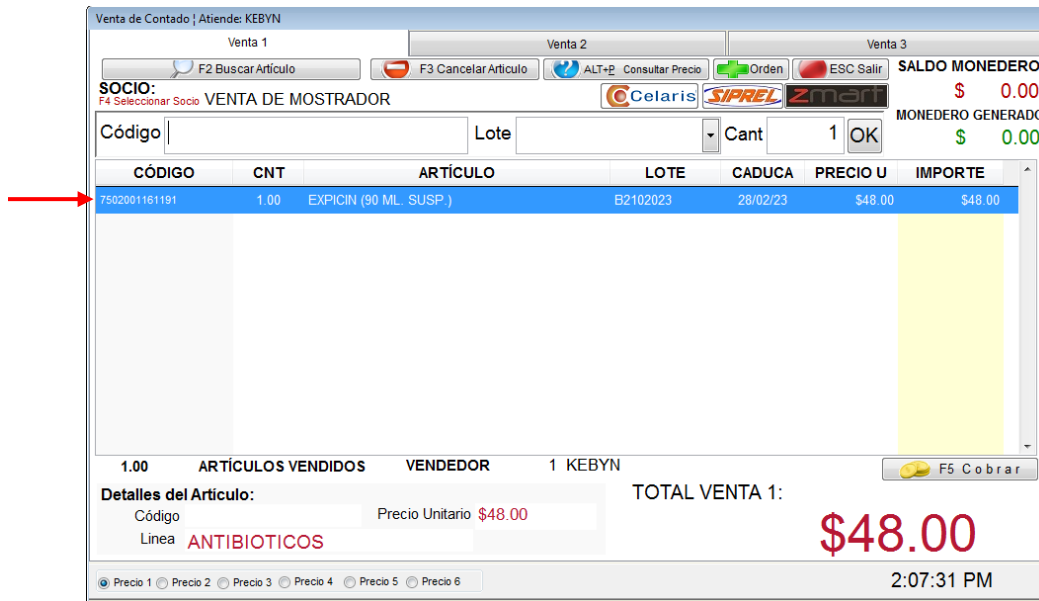 Venta de Contado ¦ Atiende: KEBYN
Venta 1 Venta 2 Venta 3
F2 Buscar Artículo F3 Cancelar Articulo ALT+P Consultar Precio Orden ESC Salir SALDO MONEDERO
SOCIO: $ 0.00
F4 Seleccionar Socio VENTA DE MOSTRADOR Celaris SIPREL zmart
MONEDERO GENERADO
Código Lote Cant 1 OK $ 0.00
CÓDIGO CNT ARTÍCULO LOTE CADUCA PRECIO U IMPORTE
7502001161191 1.00 EXPICIN (90 ML. SUSP.) B2102023 28/02/23 $48.00 $48.00
1.00 ARTÍCULOS VENDIDOS VENDEDOR 1 KEBYN F5 Cobrar
Detalles del Artículo: TOTAL VENTA 1:
Código Precio Unitario $48.00
Linea ANTIBIOTICOS $48.00
Precio 1 Precio 2 Precio 3 Precio 4 Precio 5 Precio 6 2:07:31 PM